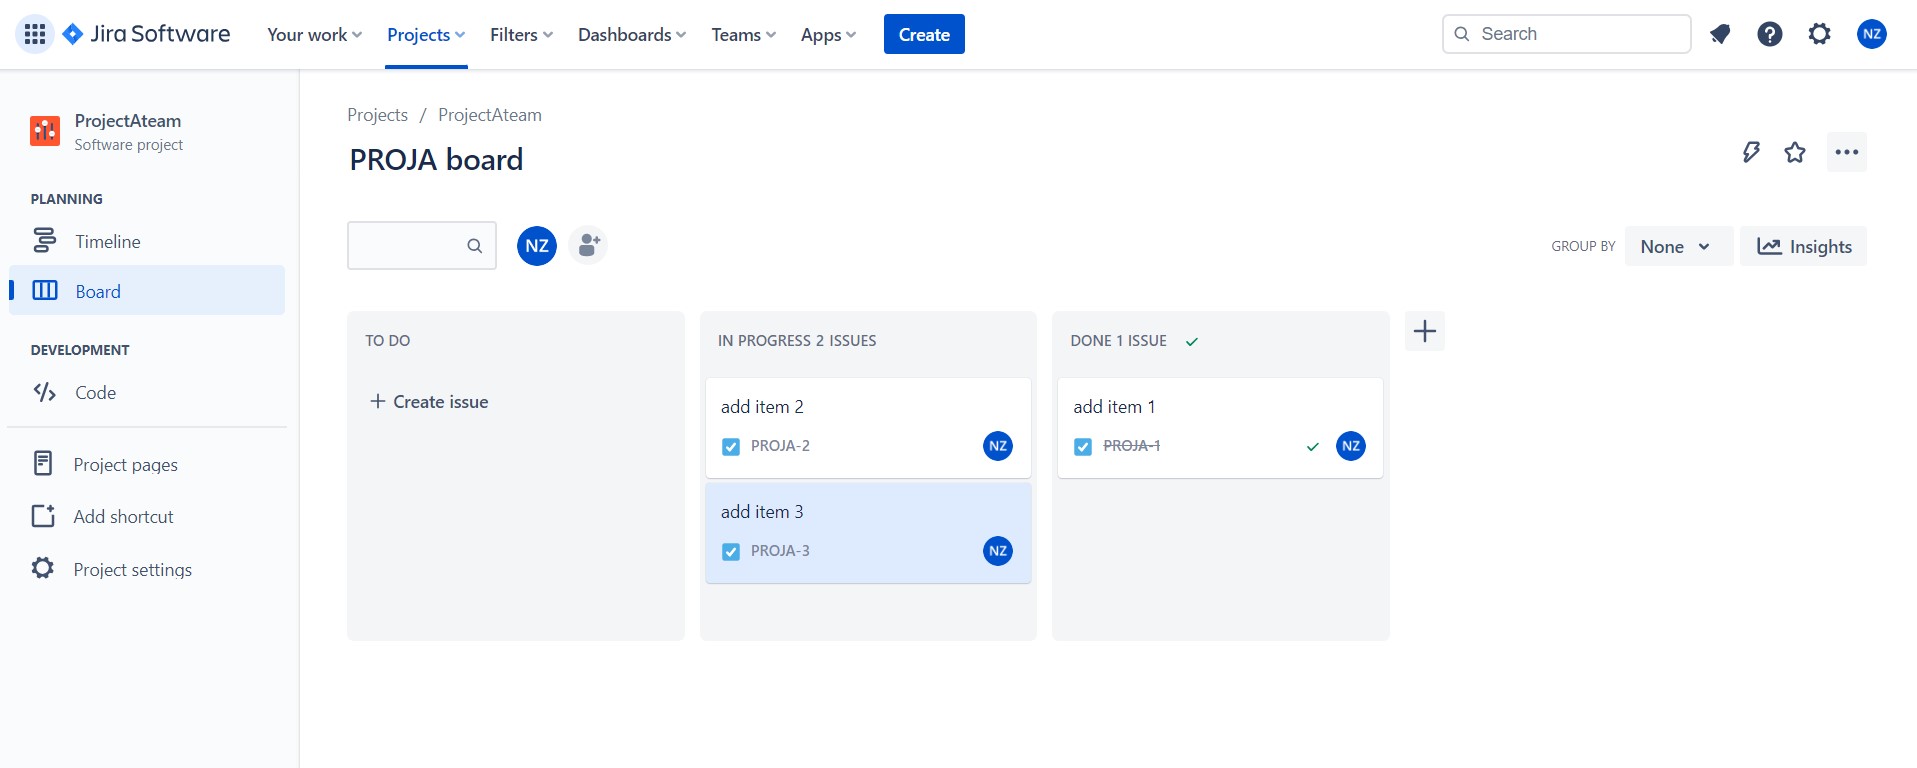 Jira Software
Your work
Projects
Filters
Dashboards
Teams
Apps
Create
Search
NZ
ProjectAteam
Software project
PLANNING
Timeline
Board
DEVELOPMENT
Code
Project pages
Add shortcut
Project settings
Projects / ProjectAteam
PROJA board
NZ
GROUP BY
None
Insights
TO DO
+ Create issue
IN PROGRESS 2 ISSUES
add item 2
PROJA-2
NZ
add item 3
PROJA-3
NZ
DONE 1 ISSUE
add item 1
PROJA-1
NZ